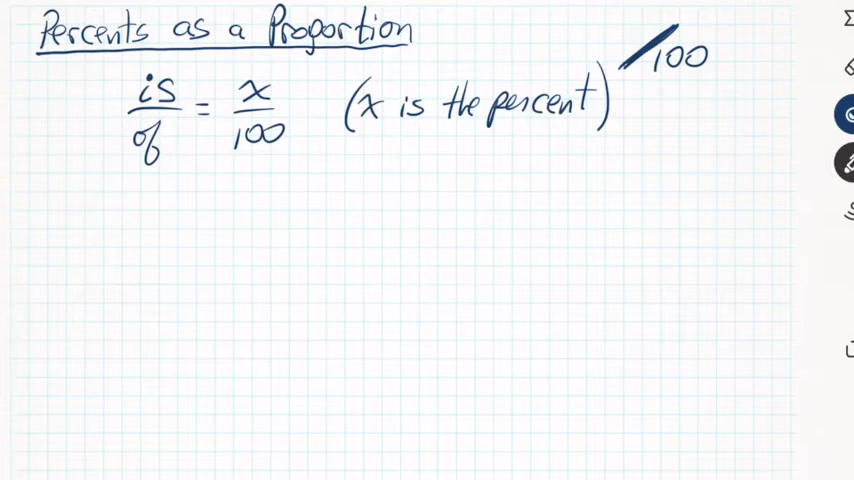 Percents as a Proportion
is/of = x/100 (x is the percent) /100